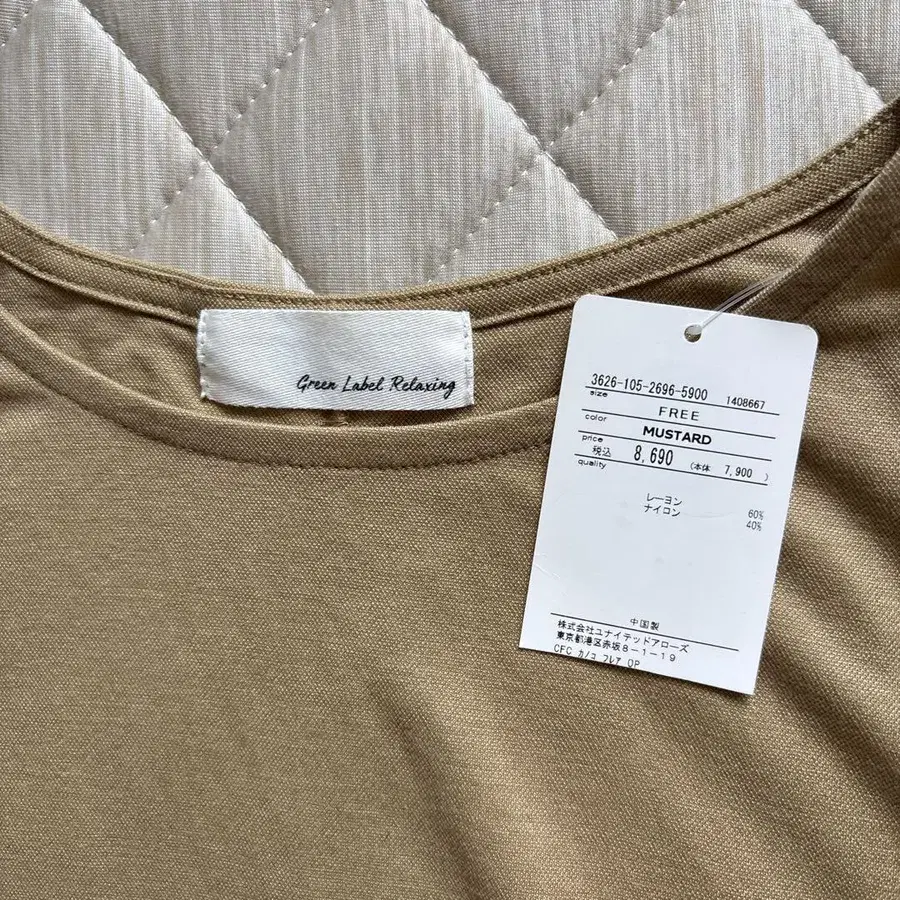 Green Label Relaxing
3626-105-2696-5900 1408667
size FREE
color MUSTARD
price 税込 8,690 (本体 7,900 )
quality
レーヨン 60%
ナイロン 40%
中国製
株式会社ユナイテッドアローズ
東京都港区赤坂8-1-19
CFC カノコ フレア OP